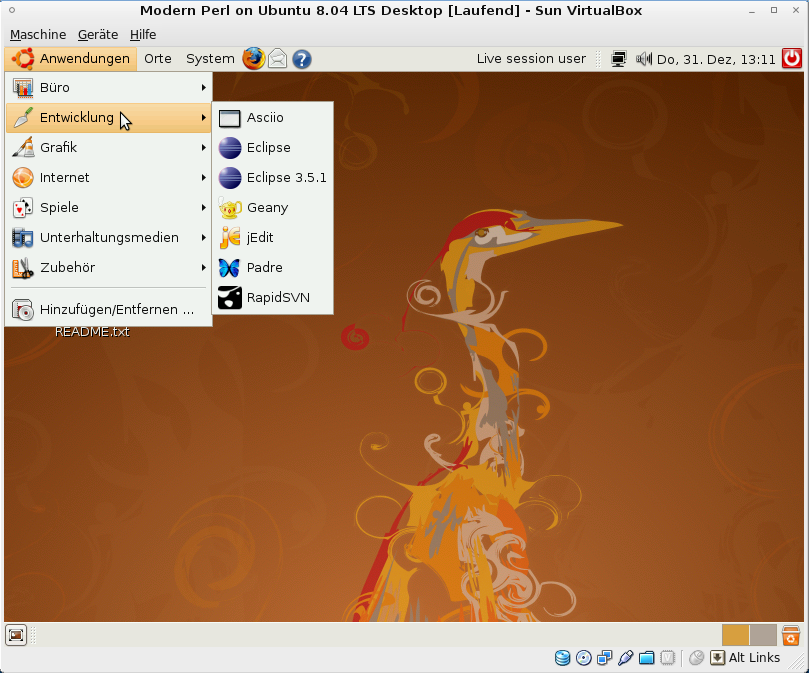 Modern Perl on Ubuntu 8.04 LTS Desktop [Laufend] - Sun VirtualBox
Maschine Geräte Hilfe
Anwendungen Orte System Live session user Do, 31. Dez, 13:11
Büro
Entwicklung
Grafik
Internet
Spiele
Unterhaltungsmedien
Zubehör
Hinzufügen/Entfernen ...
Asciio
Eclipse
Eclipse 3.5.1
Geany
jEdit
Padre
RapidSVN
README.txt
Alt Links